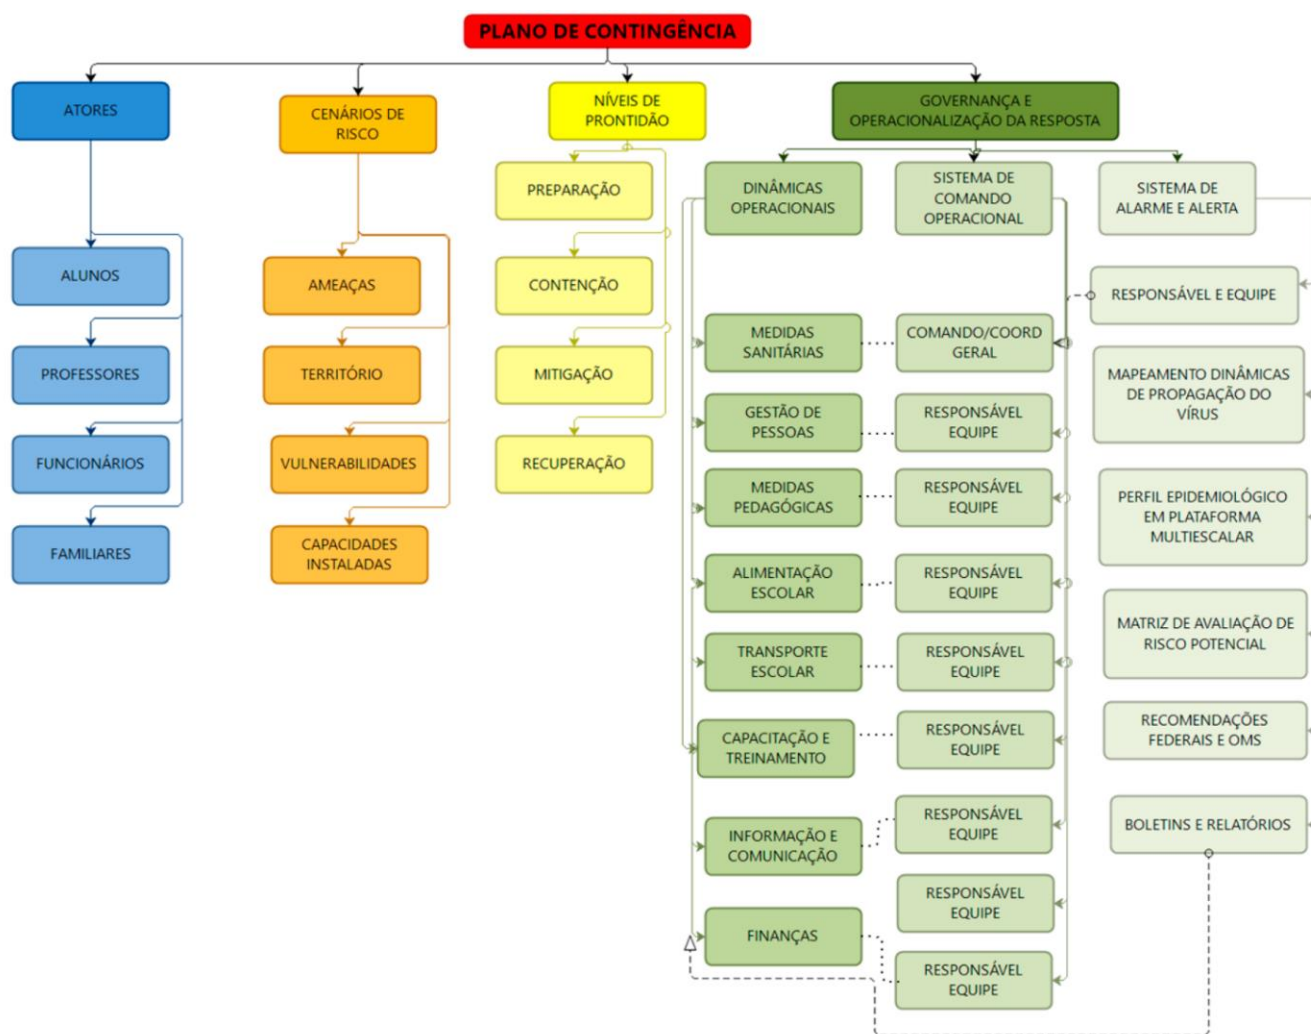 PLANO DE CONTINGÊNCIA
ATORES
ALUNOS
PROFESSORES
FUNCIONÁRIOS
FAMILIARES
CENÁRIOS DE
RISCO
AMEAÇAS
TERRITÓRIO
VULNERABILIDADES
CAPACIDADES
INSTALADAS
NÍVEIS DE
PRONTIDÃO
PREPARAÇÃO
CONTENÇÃO
MITIGAÇÃO
RECUPERAÇÃO
GOVERNANÇA E
OPERACIONALIZAÇÃO DA RESPOSTA
DINÂMICAS
OPERACIONAIS
MEDIDAS
SANITÁRIAS
GESTÃO DE
PESSOAS
MEDIDAS
PEDAGÓGICAS
ALIMENTAÇÃO
ESCOLAR
TRANSPORTE
ESCOLAR
CAPACITAÇÃO E
TREINAMENTO
INFORMAÇÃO E
COMUNICAÇÃO
FINANÇAS
SISTEMA DE
COMANDO
OPERACIONAL
COMANDO/COORD
GERAL
RESPONSÁVEL
EQUIPE
RESPONSÁVEL
EQUIPE
RESPONSÁVEL
EQUIPE
RESPONSÁVEL
EQUIPE
RESPONSÁVEL
EQUIPE
RESPONSÁVEL
EQUIPE
RESPONSÁVEL
EQUIPE
RESPONSÁVEL
EQUIPE
SISTEMA DE
ALARME E ALERTA
RESPONSÁVEL E EQUIPE
MAPEAMENTO DINÂMICAS
DE PROPAGAÇÃO DO
VÍRUS
PERFIL EPIDEMIOLÓGICO
EM PLATAFORMA
MULTIESCALAR
MATRIZ DE AVALIAÇÃO DE
RISCO POTENCIAL
RECOMENDAÇÕES
FEDERAIS E OMS
BOLETINS E RELATÓRIOS